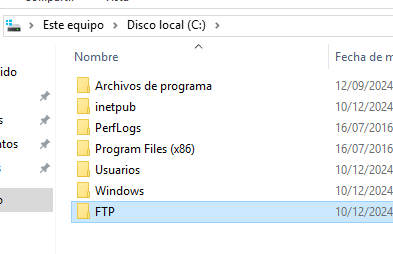 Este equipo > Disco local (C:) >
Nombre Fecha de m
ido
Archivos de programa 12/09/2024
inetpub 10/12/2024
s PerfLogs 16/07/2016
ntos Program Files (x86) 16/07/2016
s Usuarios 10/12/2024
Windows 10/12/2024
o FTP 10/12/2024